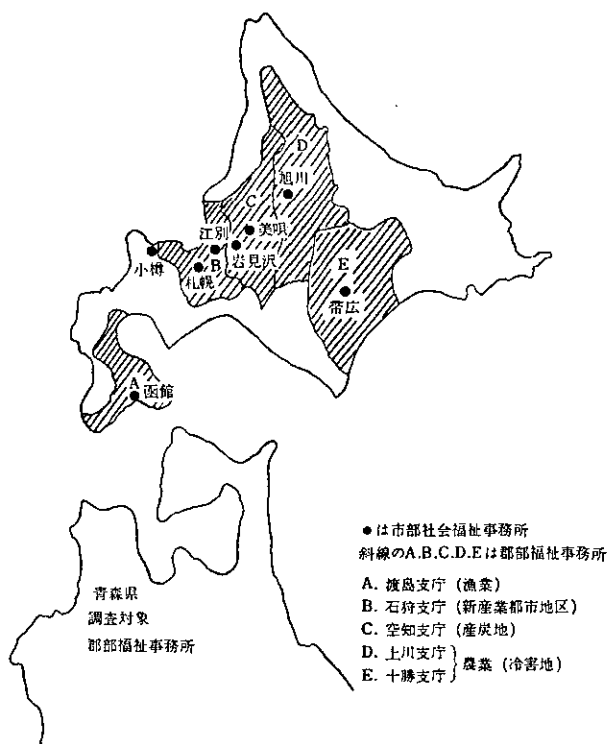 D
旭川
C
江別
美唄
B
岩見沢
小樽
札幌
E
帯広
A
函館
青森県
調査対象
郡部福祉事務所
●は市部社会福祉事務所
斜線のA.B.C.D.Eは郡部福祉事務所
A. 渡島支庁（漁業）
B. 石狩支庁（新産業都市地区）
C. 空知支庁（産炭地）
D. 上川支庁
E. 十勝支庁
農業（冷害地）